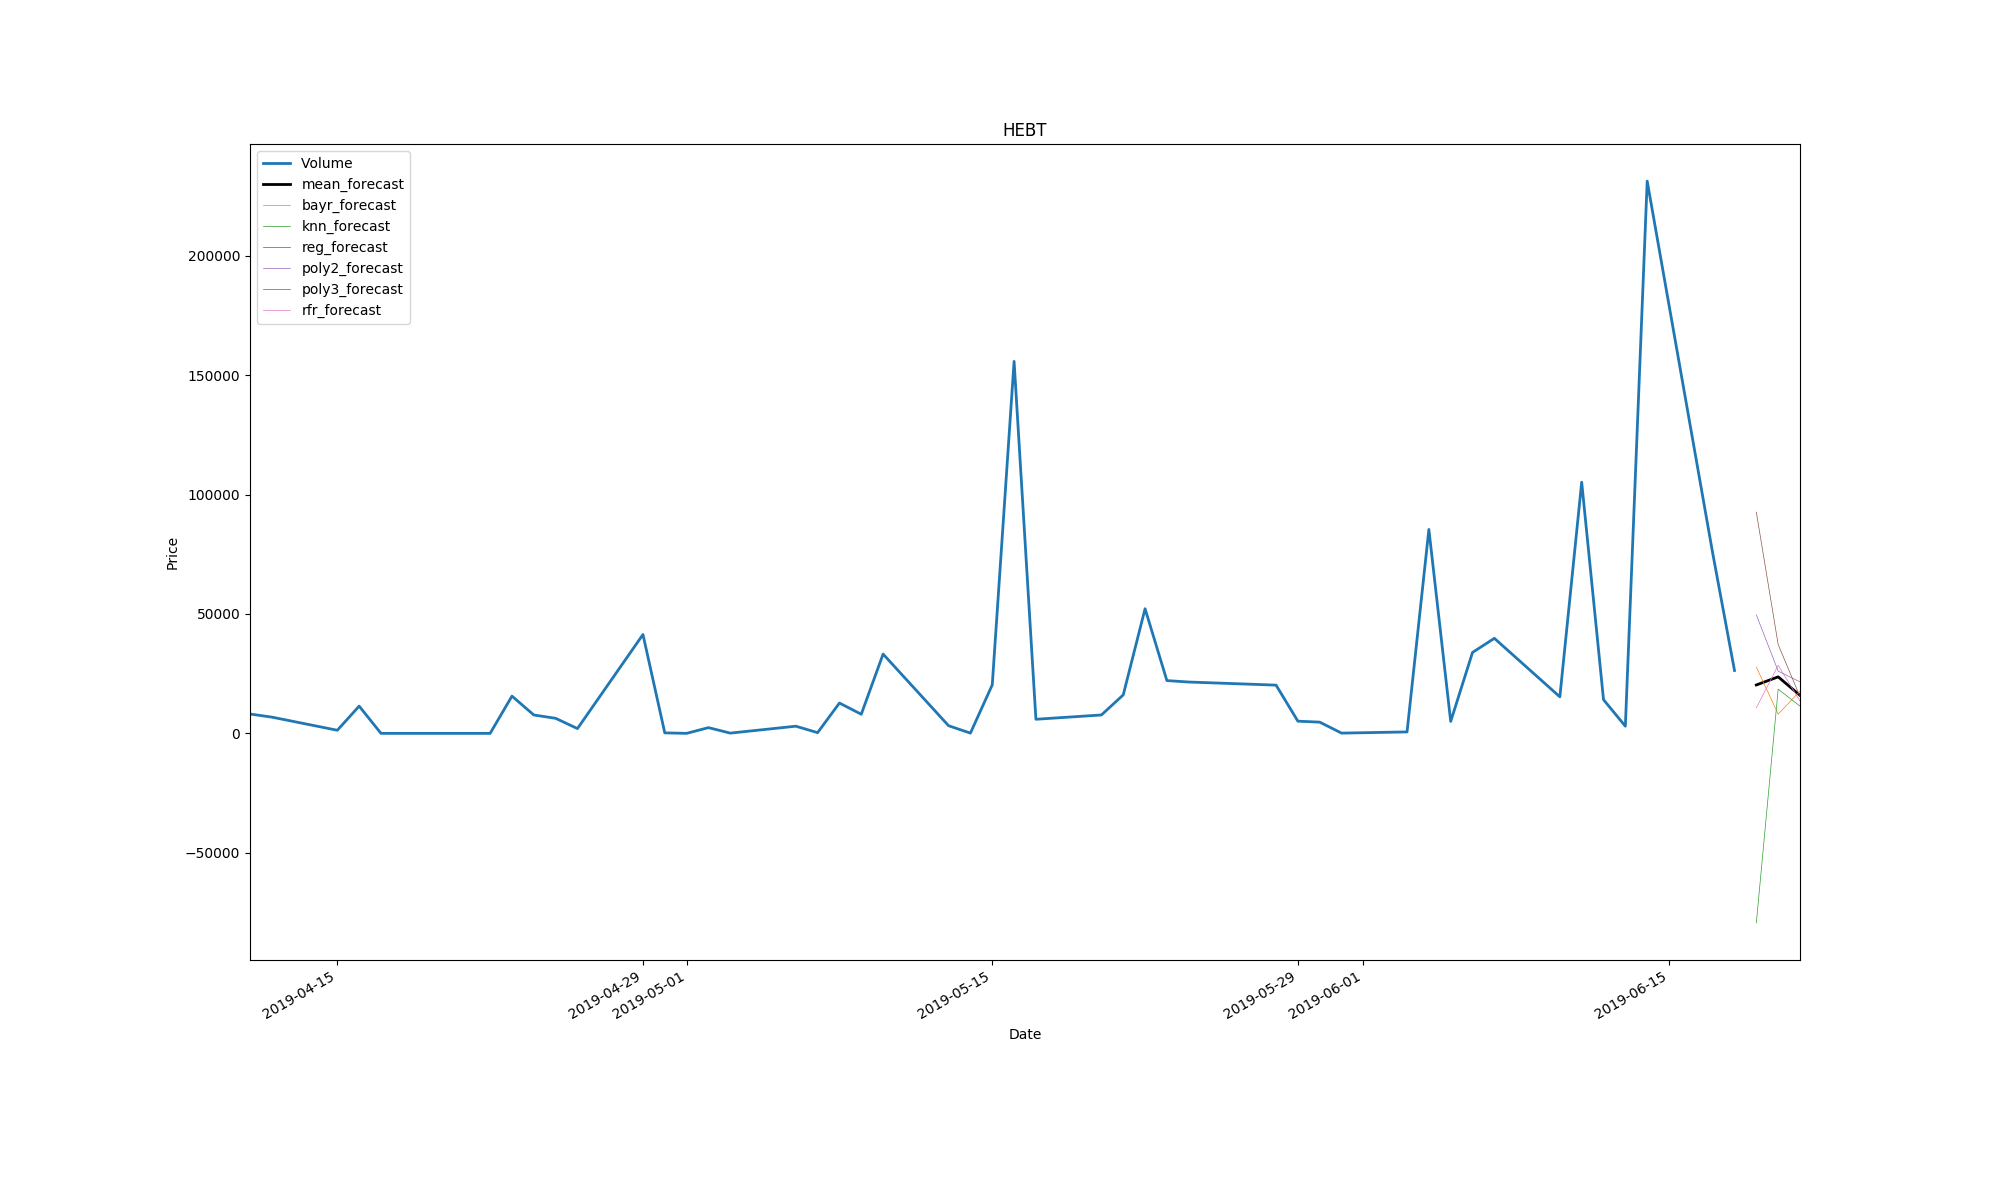 HEBT
Volume
mean_forecast
bayr_forecast
knn_forecast
reg_forecast
poly2_forecast
poly3_forecast
rfr_forecast
200000
150000
100000
50000
0
−50000
Price
2019-04-15
2019-04-29
2019-05-01
2019-05-15
2019-05-29
2019-06-01
2019-06-15
Date